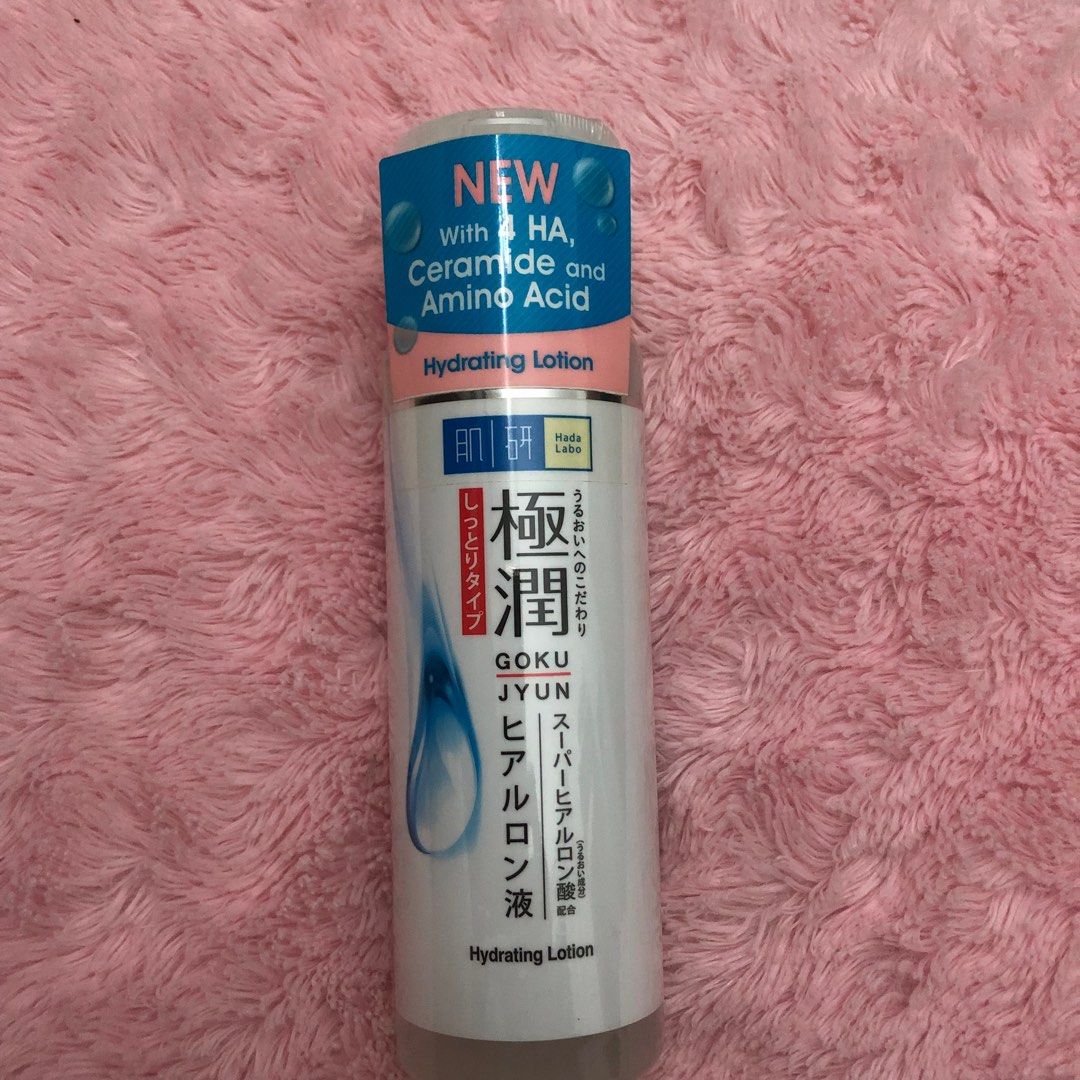 NEW
With 4 HA,
Ceramide and
Amino Acid
Hydrating Lotion
肌研
Hada
Labo
うるおいへのこだわり
極潤
しっとりタイプ
GOKU
JYUN
スーパーヒアルロン酸
(うるおい成分)
配合
ヒアルロン液
Hydrating Lotion